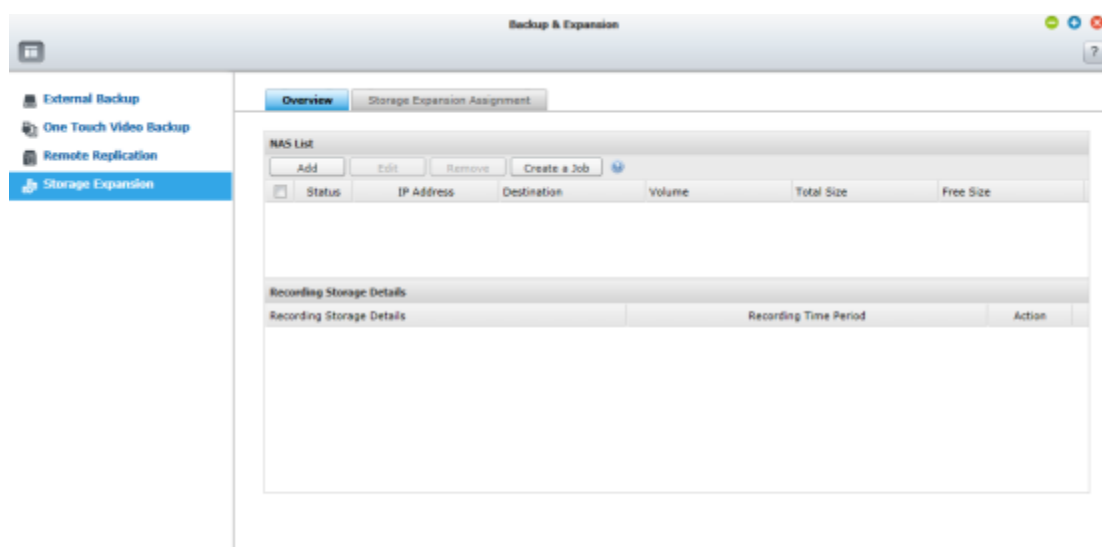 Backup & Expansion
?
External Backup
One Touch Video Backup
Remote Replication
Storage Expansion
Overview Storage Expansion Assignment
NAS List
Add Edit Remove Create a Job
Status IP Address Destination Volume Total Size Free Size
Recording Storage Details
Recording Storage Details Recording Time Period Action